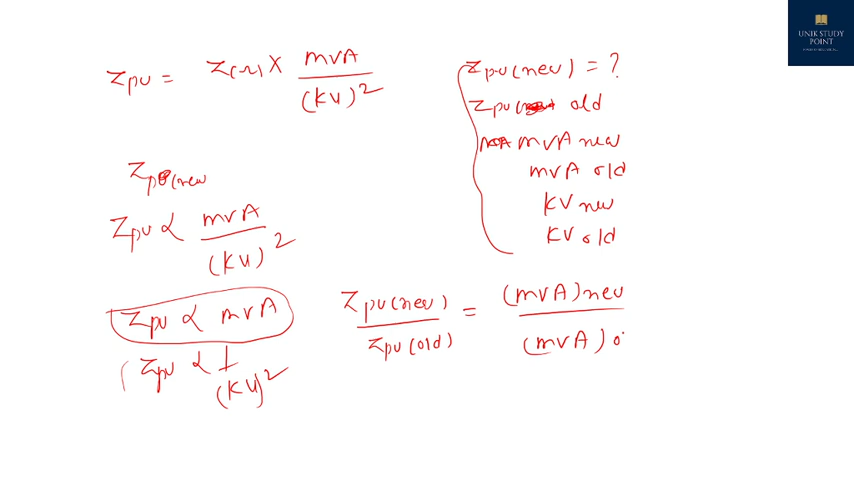 UNIK STUDY
POINT
Zpu = Z(Ω) × MVA / (KV)²
Zpu(new
Zpu ∝ MVA / (KV)²
Zpu ∝ MVA
Zpu ∝ 1 / (KV)²
Zpu(new) = ?
Zpu old
MVA new
MVA old
KV new
KV old
Zpu(new) / Zpu(old) = (MVA)new / (MVA) o